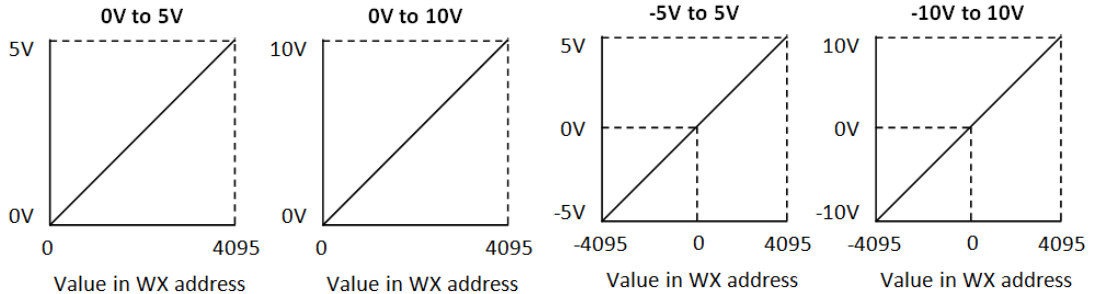 0V to 5V
0V to 10V
-5V to 5V
-10V to 10V
5V
0V
0
4095
Value in WX address
10V
0V
0
4095
Value in WX address
5V
0V
-5V
-4095
0
4095
Value in WX address
10V
0V
-10V
-4095
0
4095
Value in WX address